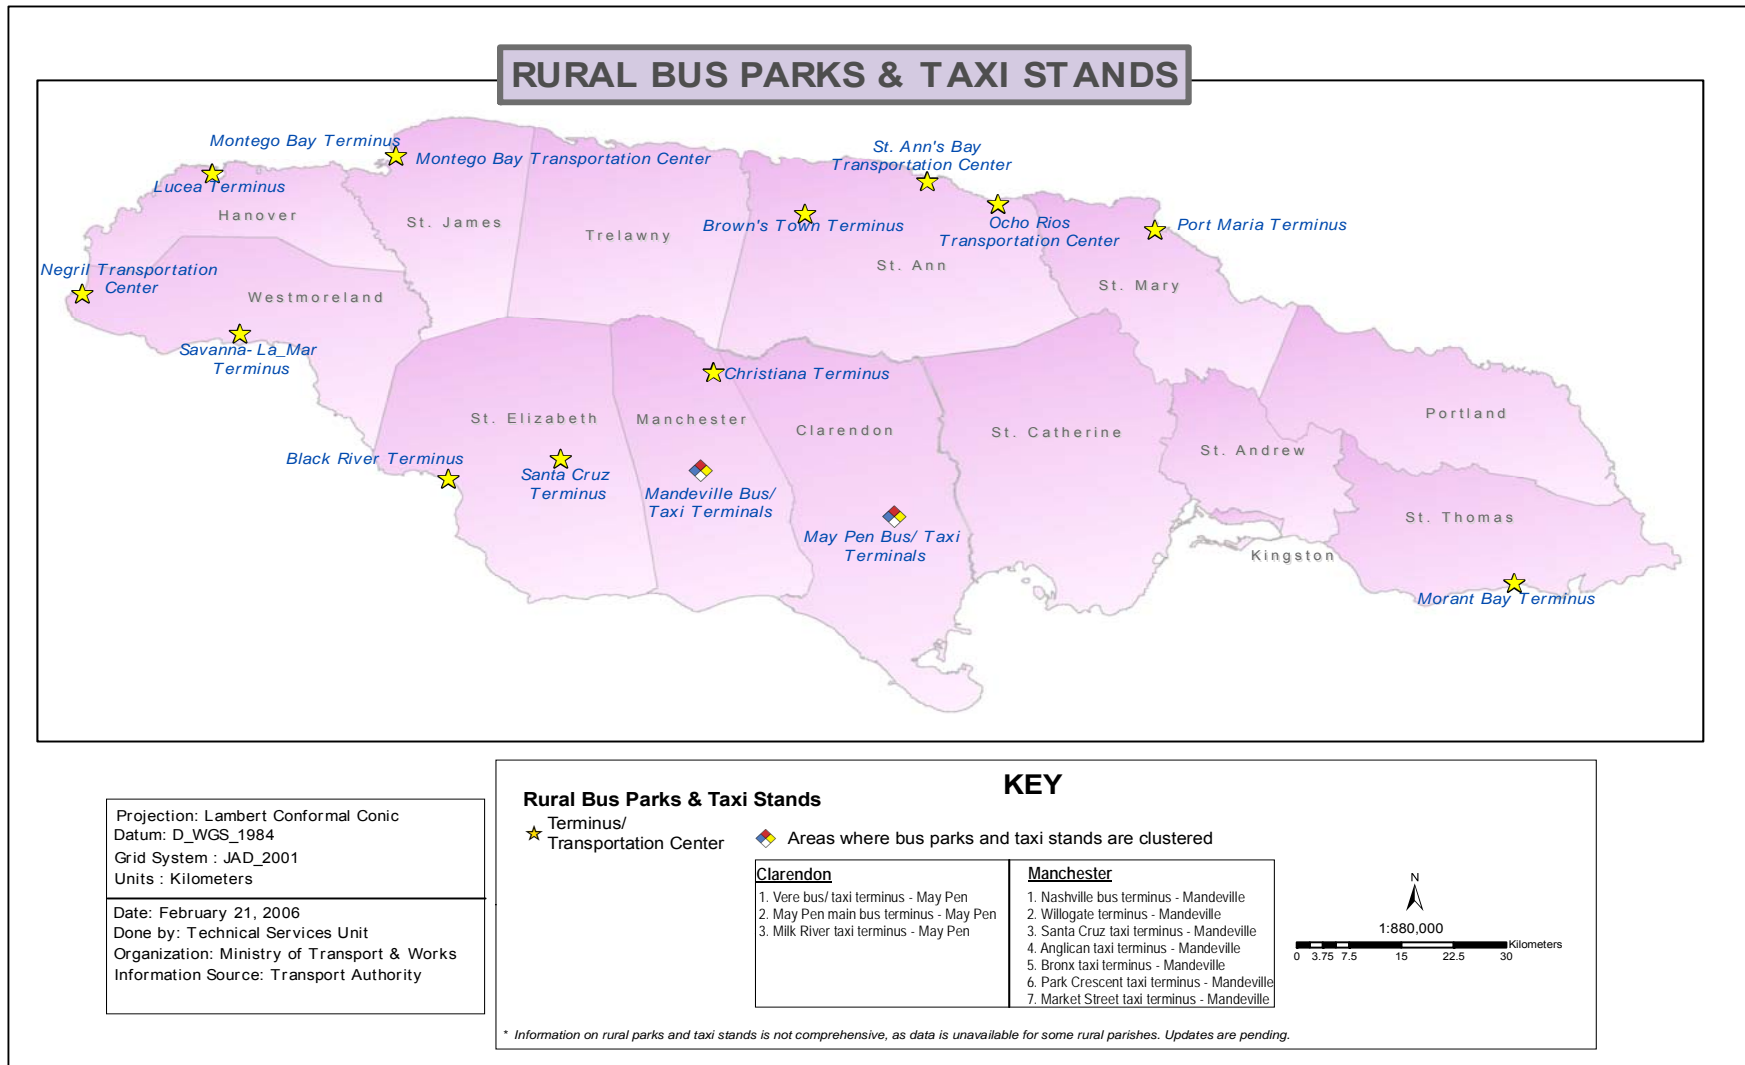 RURAL BUS PARKS & TAXI STANDS
Montego Bay Terminus
Montego Bay Transportation Center
Lucea Terminus
Hanover
St. James
Trelawny
St. Ann's Bay
Transportation Center
Brown's Town Terminus
Ocho Rios
Transportation Center
Port Maria Terminus
St. Ann
St. Mary
Negril Transportation
Center
Westmoreland
Savanna- La_Mar
Terminus
Christiana Terminus
St. Elizabeth
Manchester
Clarendon
St. Catherine
Portland
St. Andrew
Black River Terminus
Santa Cruz
Terminus
Mandeville Bus/
Taxi Terminals
May Pen Bus/ Taxi
Terminals
St. Thomas
Kingston
Morant Bay Terminus
Projection: Lambert Conformal Conic
Datum: D_WGS_1984
Grid System : JAD_2001
Units : Kilometers
Date: February 21, 2006
Done by: Technical Services Unit
Organization: Ministry of Transport & Works
Information Source: Transport Authority
KEY
Rural Bus Parks & Taxi Stands
Terminus/
Transportation Center
Areas where bus parks and taxi stands are clustered
Clarendon
1. Vere bus/ taxi terminus - May Pen
2. May Pen main bus terminus - May Pen
3. Milk River taxi terminus - May Pen
Manchester
1. Nashville bus terminus - Mandeville
2. Willogate terminus - Mandeville
3. Santa Cruz taxi terminus - Mandeville
4. Anglican taxi terminus - Mandeville
5. Bronx taxi terminus - Mandeville
6. Park Crescent taxi terminus - Mandeville
7. Market Street taxi terminus - Mandeville
N
1:880,000
Kilometers
0 3.75 7.5 15 22.5 30
* Information on rural parks and taxi stands is not comprehensive, as data is unavailable for some rural parishes. Updates are pending.